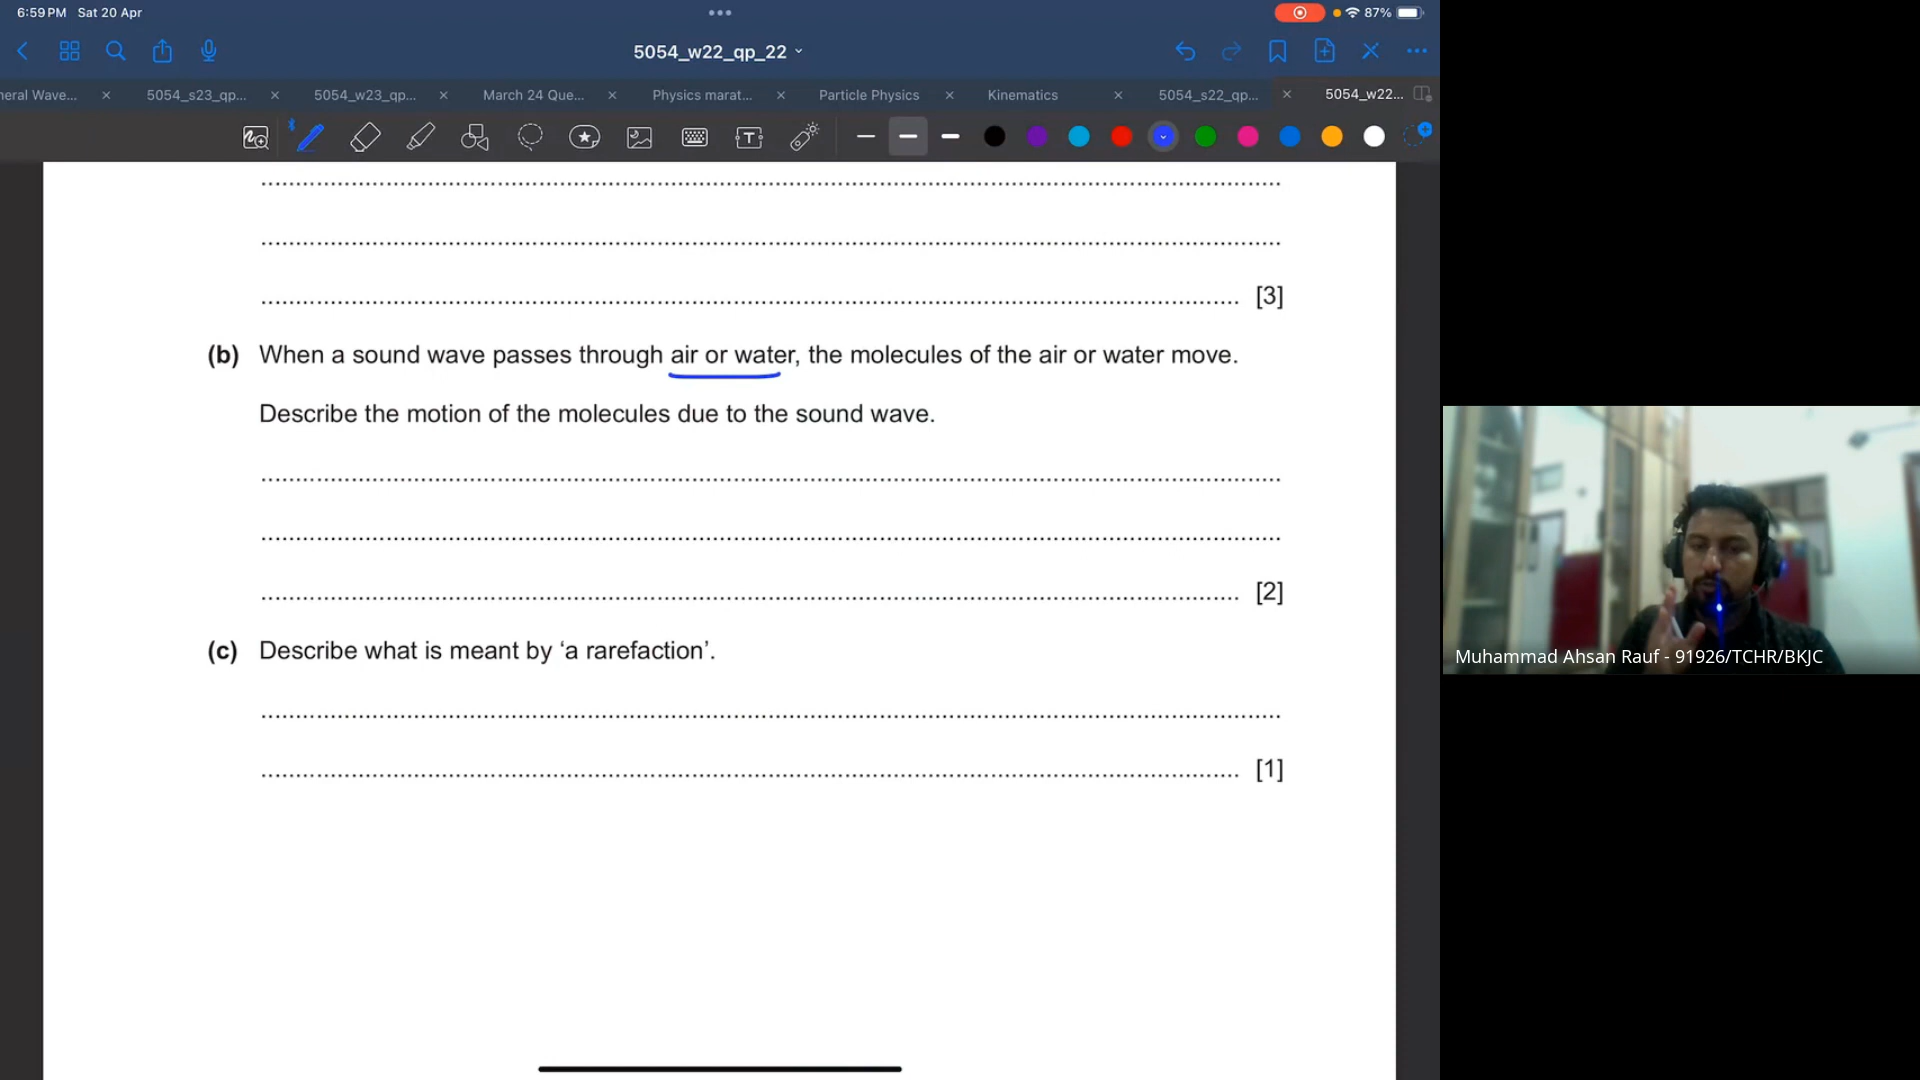 6:59 PM Sat 20 Apr
87%
5054_w22_qp_22
neral Wave...
5054_s23_qp...
5054_w23_qp...
March 24 Que...
Physics marat...
Particle Physics
Kinematics
5054_s22_qp...
5054_w22...
[3]
(b) When a sound wave passes through air or water, the molecules of the air or water move.
Describe the motion of the molecules due to the sound wave.
[2]
(c) Describe what is meant by ‘a rarefaction’.
[1]
Muhammad Ahsan Rauf - 91926/TCHR/BKJC